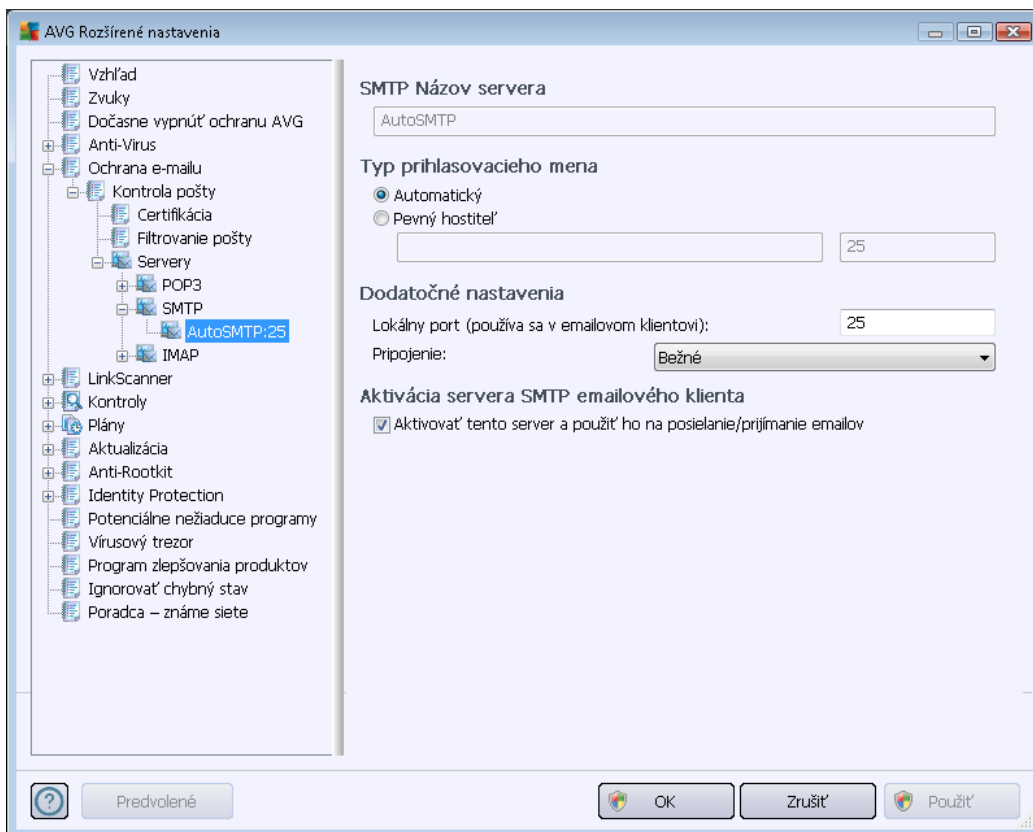 AVG Rozšírené nastavenia
Vzhľad
Zvuky
Dočasne vypnúť ochranu AVG
Anti-Virus
Ochrana e-mailu
Kontrola pošty
Certifikácia
Filtrovanie pošty
Servery
POP3
SMTP
AutoSMTP:25
IMAP
LinkScanner
Kontroly
Plány
Aktualizácia
Anti-Rootkit
Identity Protection
Potenciálne nežiaduce programy
Vírusový trezor
Program zlepšovania produktov
Ignorovať chybný stav
Poradca – známe siete
SMTP Názov servera
AutoSMTP
Typ prihlasovacieho mena
Automatický
Pevný hostiteľ
25
Dodatočné nastavenia
Lokálny port (používa sa v emailovom klientovi): 25
Pripojenie: Bežné
Aktivácia servera SMTP emailového klienta
Aktivovať tento server a použiť ho na posielanie/prijímanie emailov
Predvolené OK Zrušiť Použiť